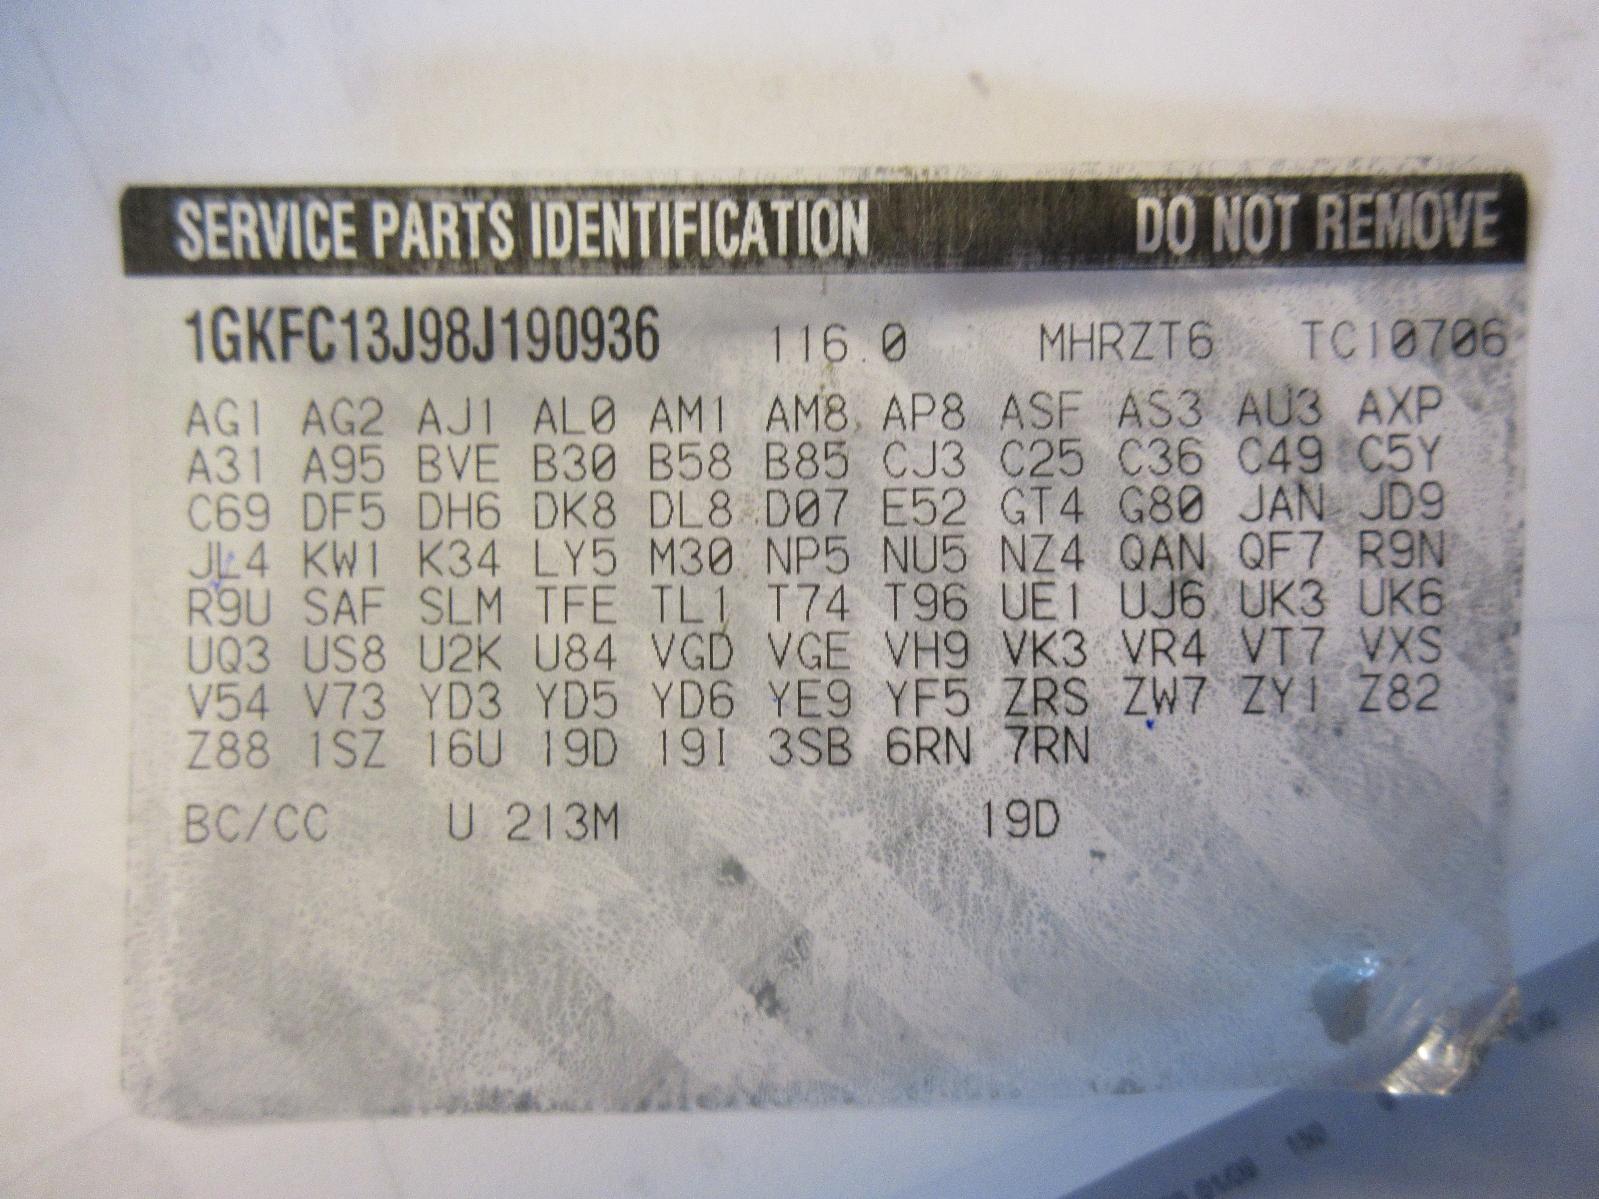 SERVICE PARTS IDENTIFICATION DO NOT REMOVE
1GKFC13J98J190936 116.0 MHRZT6 TC10706
AG1 AG2 AJ1 AL0 AM1 AM8 AP8 ASF AS3 AU3 AXP
A31 A95 BVE B30 B58 B85 CJ3 C25 C36 C49 C5Y
C69 DF5 DH6 DK8 DL8 D07 E52 GT4 G80 JAN JD9
JL4 KW1 K34 LY5 M30 NP5 NU5 NZ4 QAN QF7 R9N
R9U SAF SLM TFE TL1 T74 T96 UE1 UJ6 UK3 UK6
UQ3 US8 U2K U84 VGD VGE VH9 VK3 VR4 VT7 VXS
V54 V73 YD3 YD5 YD6 YE9 YF5 ZRS ZW7 ZY1 Z82
Z88 1SZ 16U 19D 19I 3SB 6RN 7RN
BC/CC U 213M 19D